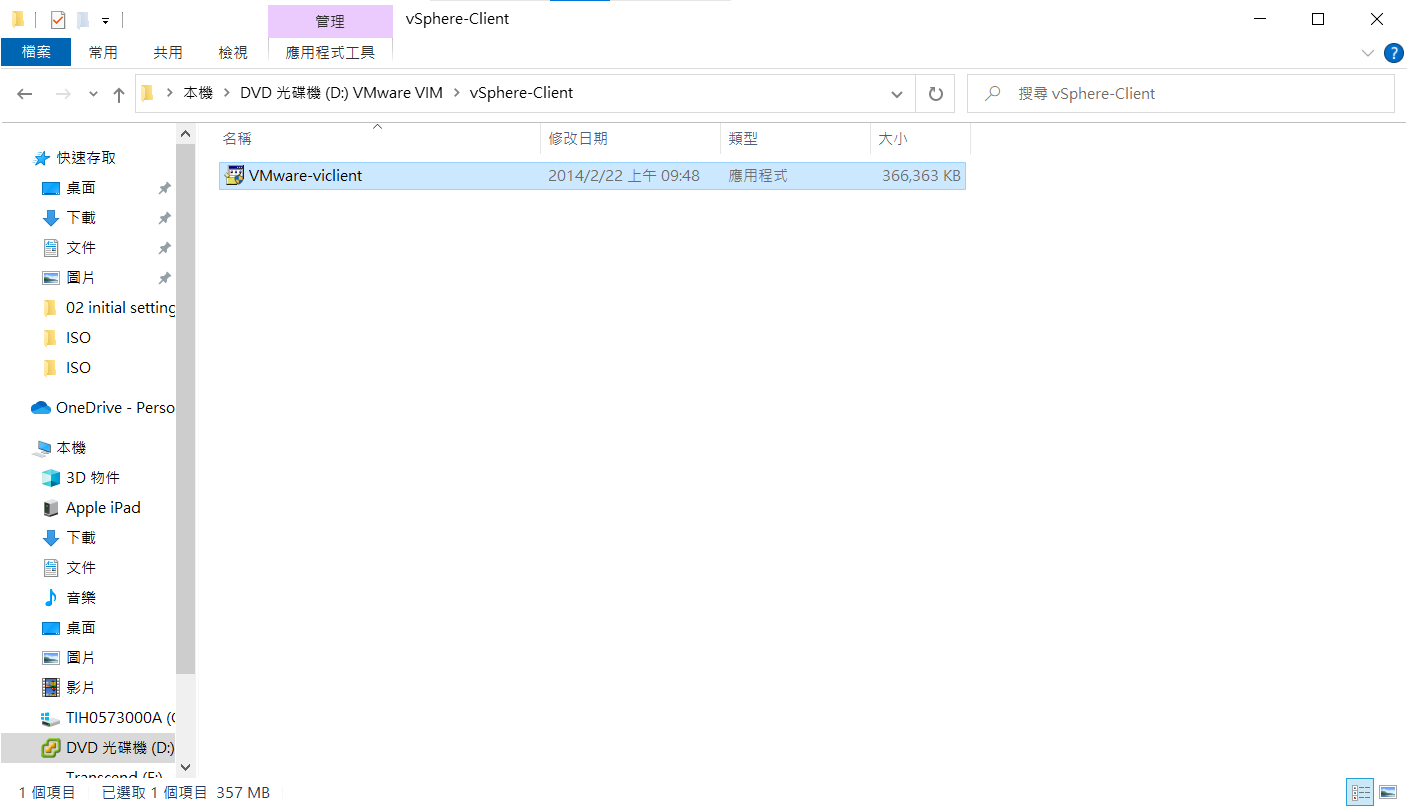 管理
vSphere-Client
檔案
常用
共用
檢視
應用程式工具
本機 > DVD 光碟機 (D:) VMware VIM > vSphere-Client
搜尋 vSphere-Client
名稱
修改日期
類型
大小
VMware-viclient
2014/2/22 上午 09:48
應用程式
366,363 KB
快速存取
桌面
下載
文件
圖片
02 initial setting
ISO
ISO
OneDrive - Perso
本機
3D 物件
Apple iPad
下載
文件
音樂
桌面
圖片
影片
TIH0573000A (C
DVD 光碟機 (D:)
Transcend (E:)
1 個項目
已選取 1 個項目 357 MB